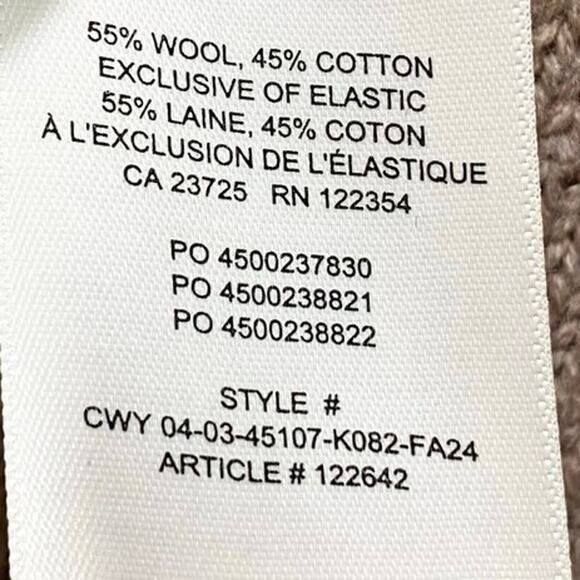 55% WOOL, 45% COTTON
EXCLUSIVE OF ELASTIC
55% LAINE, 45% COTON
À L'EXCLUSION DE L'ÉLASTIQUE
CA 23725 RN 122354
PO 4500237830
PO 4500238821
PO 4500238822
STYLE #
CWY 04-03-45107-K082-FA24
ARTICLE # 122642